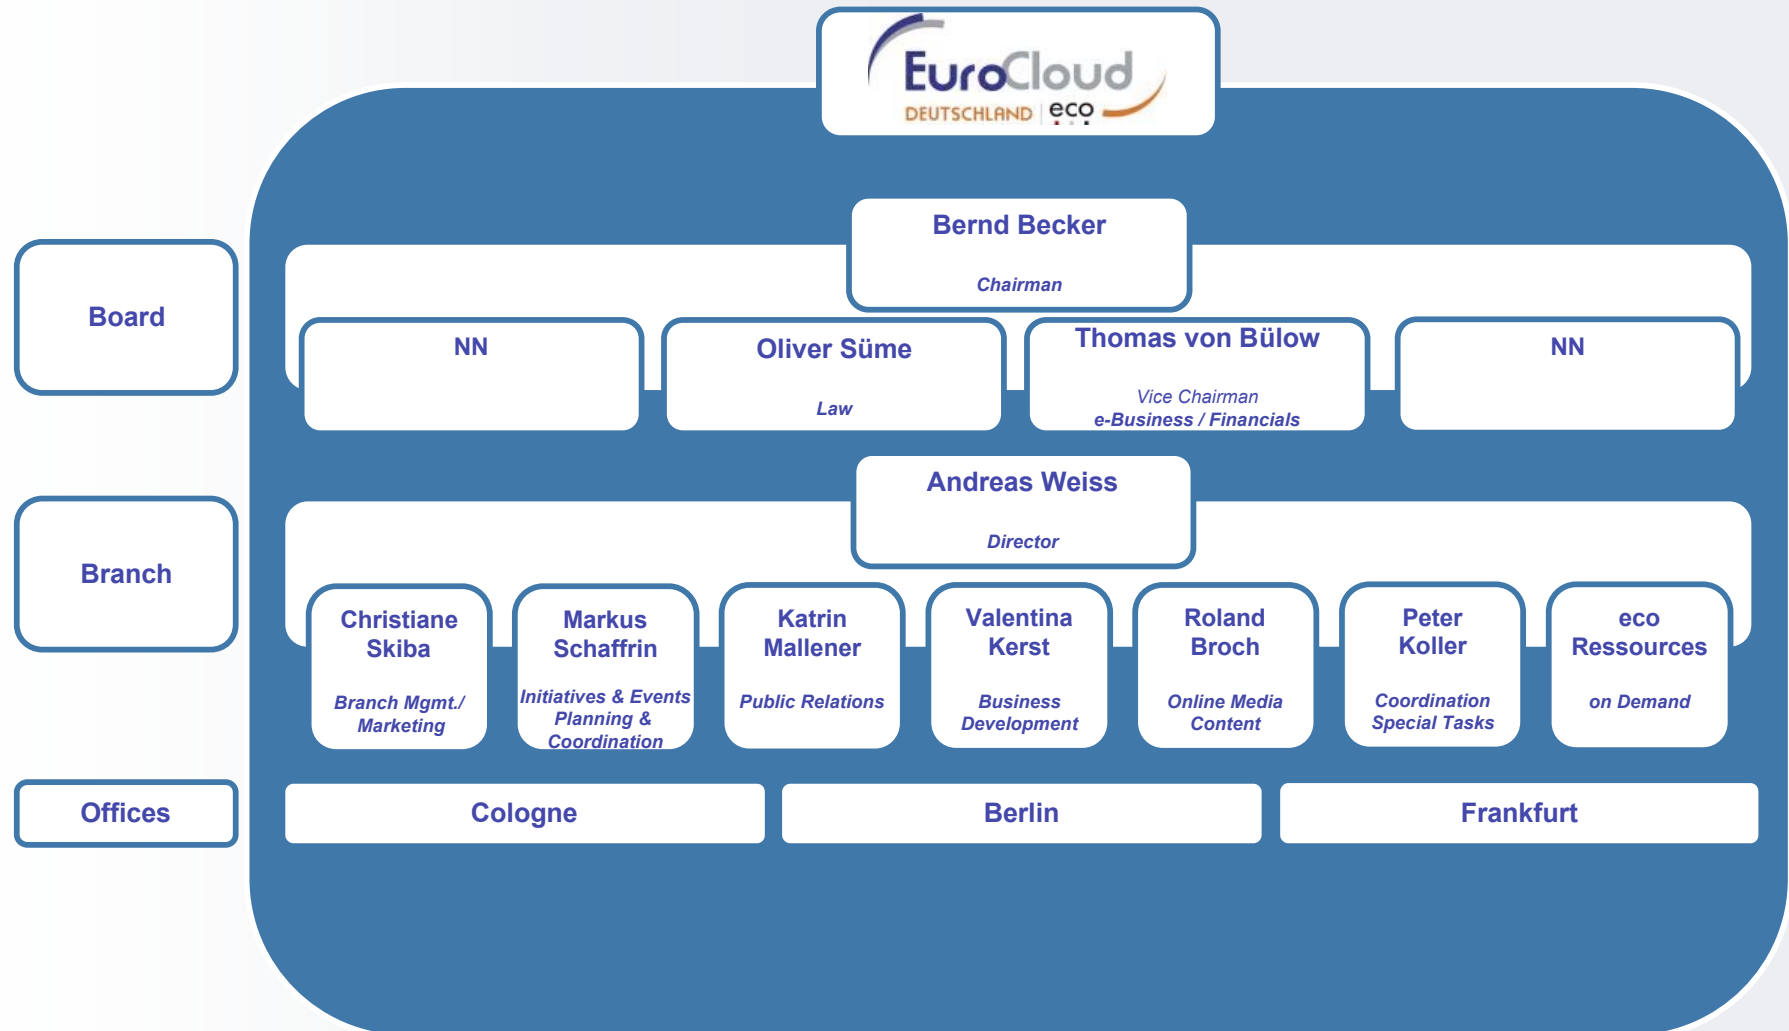 EuroCloud
DEUTSCHLAND eco
Bernd Becker
Chairman
Board
NN
Oliver Süme
Law
Thomas von Bülow
Vice Chairman
e-Business / Financials
NN
Andreas Weiss
Director
Branch
Christiane
Skiba
Branch Mgmt./
Marketing
Markus
Schaffrin
Initiatives & Events
Planning &
Coordination
Katrin
Mallener
Public Relations
Valentina
Kerst
Business
Development
Roland
Broch
Online Media
Content
Peter
Koller
Coordination
Special Tasks
eco
Ressources
on Demand
Offices
Cologne
Berlin
Frankfurt